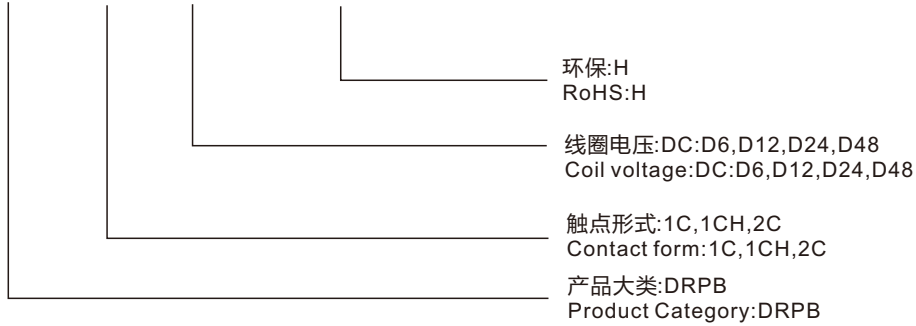 环保:H
RoHS:H
线圈电压:DC:D6,D12,D24,D48
Coil voltage:DC:D6,D12,D24,D48
触点形式:1C,1CH,2C
Contact form:1C,1CH,2C
产品大类:DRPB
Product Category:DRPB